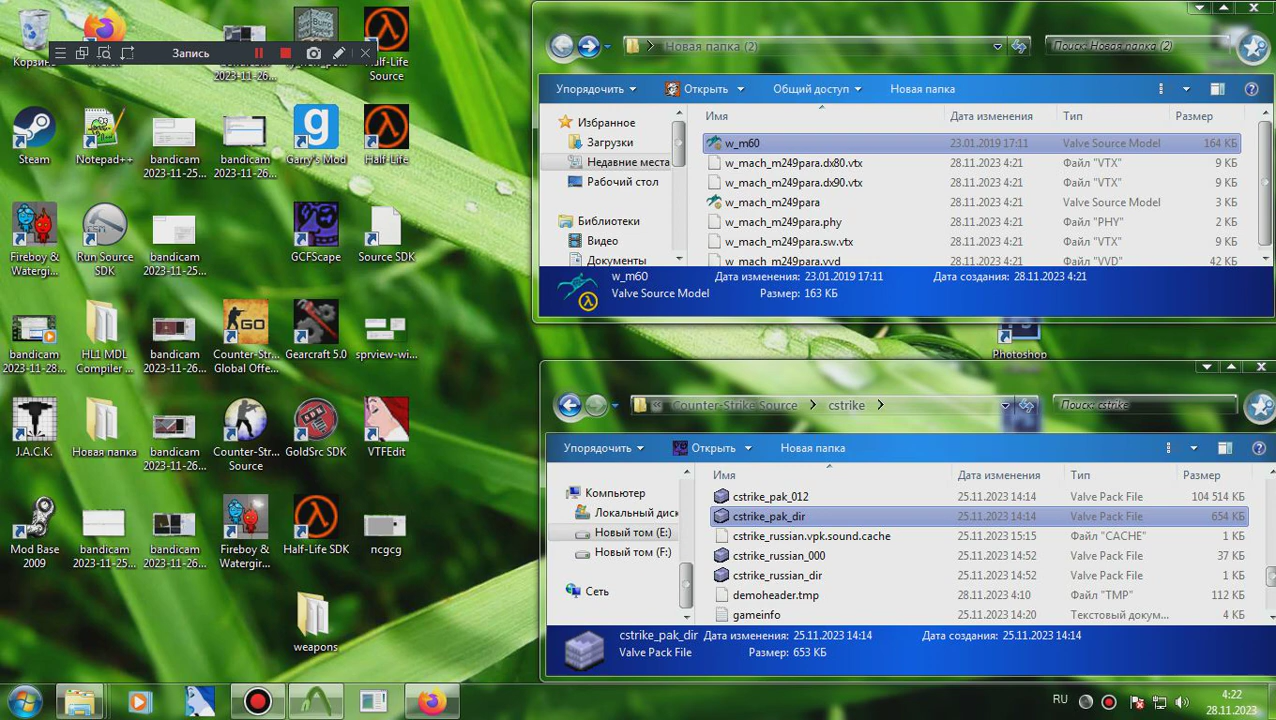 Запись
Корзина
2023-11-26...
Half-Life
Source
Steam
Notepad++
bandicam
2023-11-25...
bandicam
2023-11-26...
Garry's Mod
Half-Life
Fireboy &
Watergi...
Run Source
SDK
bandicam
2023-11-25...
GCFScape
Source SDK
bandicam
2023-11-28...
HL1 MDL
Compiler ...
bandicam
2023-11-26...
Counter-Str...
Global Offe...
Gearcraft 5.0
sprview-wi...
J.A.C.K.
Новая папка
bandicam
2023-11-26...
Counter-Str...
Source
GoldSrc SDK
VTFEdit
Mod Base
2009
bandicam
2023-11-25...
bandicam
2023-11-26...
Fireboy &
Watergir...
Half-Life SDK
ncgcg
weapons
Photoshop
Новая папка (2)
Поиск: Новая папка (2)
Упорядочить
Открыть
Общий доступ
Новая папка
Избранное
Загрузки
Недавние места
Рабочий стол
Библиотеки
Видео
Документы
Имя Дата изменения Тип Размер
w_m60 23.01.2019 17:11 Valve Source Model 164 КБ
w_mach_m249para.dx80.vtx 28.11.2023 4:21 Файл "VTX" 9 КБ
w_mach_m249para.dx90.vtx 28.11.2023 4:21 Файл "VTX" 9 КБ
w_mach_m249para 28.11.2023 4:21 Valve Source Model 3 КБ
w_mach_m249para.phy 28.11.2023 4:21 Файл "PHY" 2 КБ
w_mach_m249para.sw.vtx 28.11.2023 4:21 Файл "VTX" 9 КБ
w_mach_m249para.vvd 28.11.2023 4:21 Файл "VVD" 42 КБ
w_m60 Дата изменения: 23.01.2019 17:11 Дата создания: 28.11.2023 4:21
Valve Source Model Размер: 163 КБ
Counter-Strike Source cstrike
Поиск: cstrike
Упорядочить Открыть Новая папка
Компьютер
Локальный диск
Новый том (E:)
Новый том (F:)
Сеть
Имя Дата изменения Тип Размер
cstrike_pak_012 25.11.2023 14:14 Valve Pack File 104 514 КБ
cstrike_pak_dir 25.11.2023 14:14 Valve Pack File 654 КБ
cstrike_russian.vpk.sound.cache 25.11.2023 15:15 Файл "CACHE" 1 КБ
cstrike_russian_000 25.11.2023 14:52 Valve Pack File 37 КБ
cstrike_russian_dir 25.11.2023 14:52 Valve Pack File 1 КБ
demoheader.tmp 28.11.2023 4:10 Файл "TMP" 112 КБ
gameinfo 25.11.2023 14:20 Текстовый докум... 1 КБ
cstrike_pak_dir Дата изменения: 25.11.2023 14:14 Дата создания: 25.11.2023 14:14
Valve Pack File Размер: 653 КБ
RU
4:22
28.11.2023